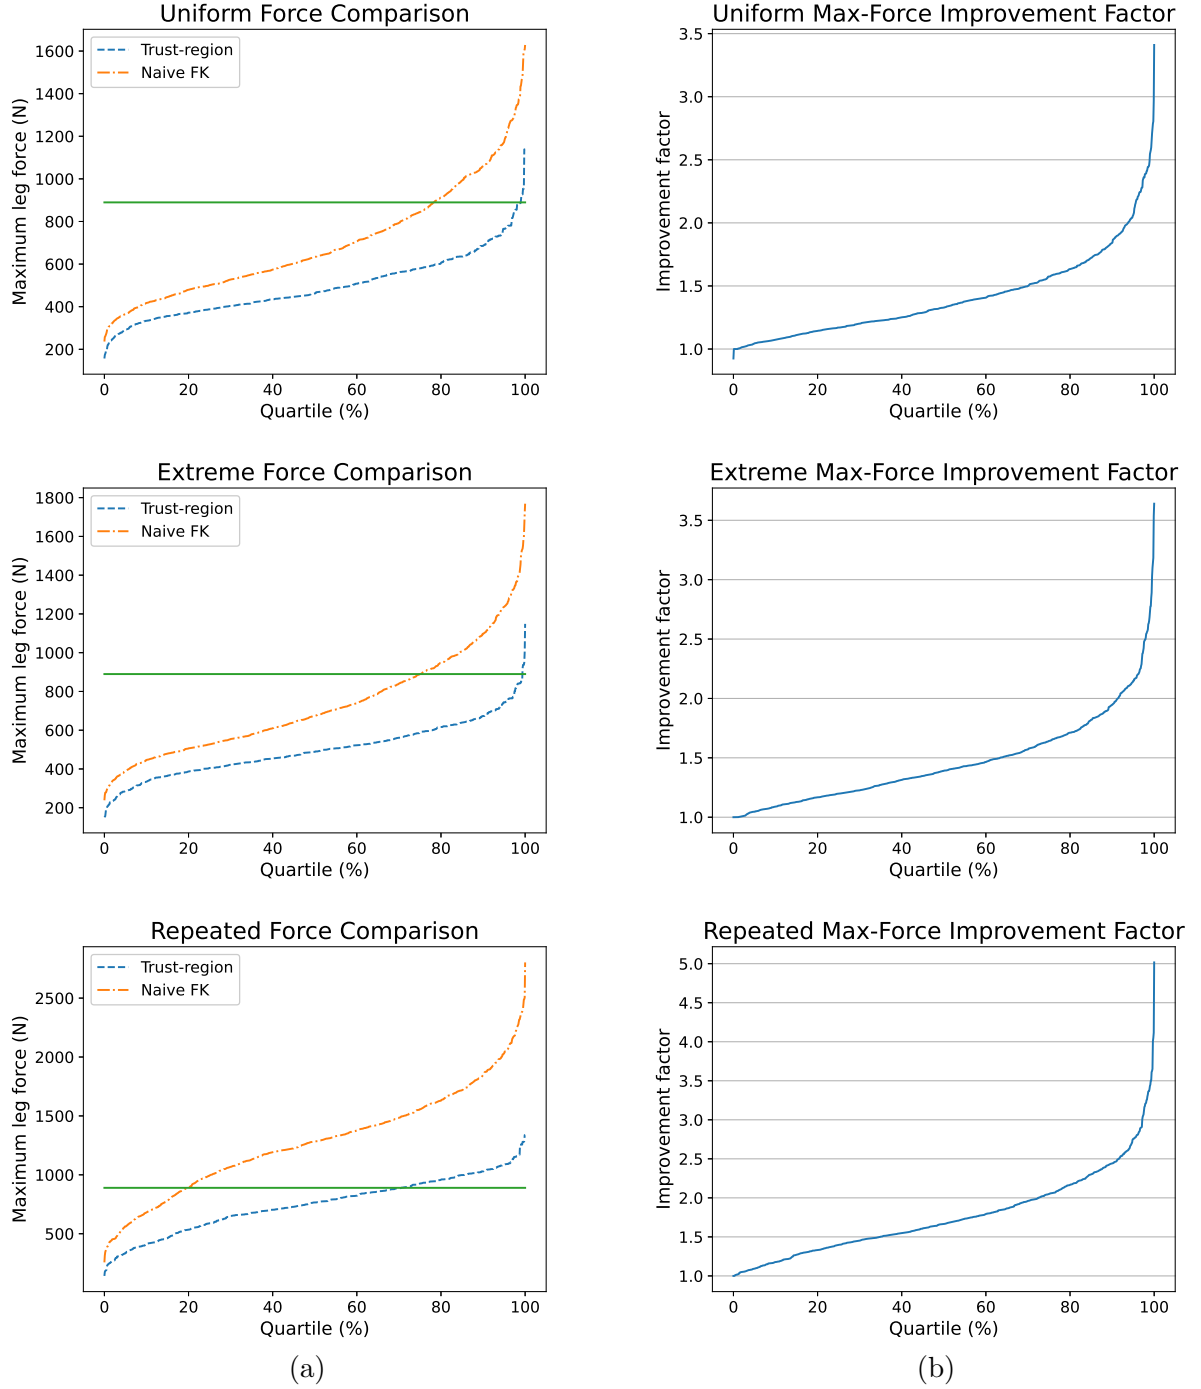 Uniform Force Comparison
Maximum leg force (N)
1600
1400
1200
1000
800
600
400
200
Trust-region
Naive FK
0 20 40 60 80 100
Quartile (%)
Uniform Max-Force Improvement Factor
Improvement factor
3.5
3.0
2.5
2.0
1.5
1.0
0 20 40 60 80 100
Quartile (%)
Extreme Force Comparison
Maximum leg force (N)
1800
1600
1400
1200
1000
800
600
400
200
Trust-region
Naive FK
0 20 40 60 80 100
Quartile (%)
Extreme Max-Force Improvement Factor
Improvement factor
3.5
3.0
2.5
2.0
1.5
1.0
0 20 40 60 80 100
Quartile (%)
Repeated Force Comparison
Maximum leg force (N)
2500
2000
1500
1000
500
Trust-region
Naive FK
0 20 40 60 80 100
Quartile (%)
Repeated Max-Force Improvement Factor
Improvement factor
5.0
4.5
4.0
3.5
3.0
2.5
2.0
1.5
1.0
0 20 40 60 80 100
Quartile (%)
(a)
(b)